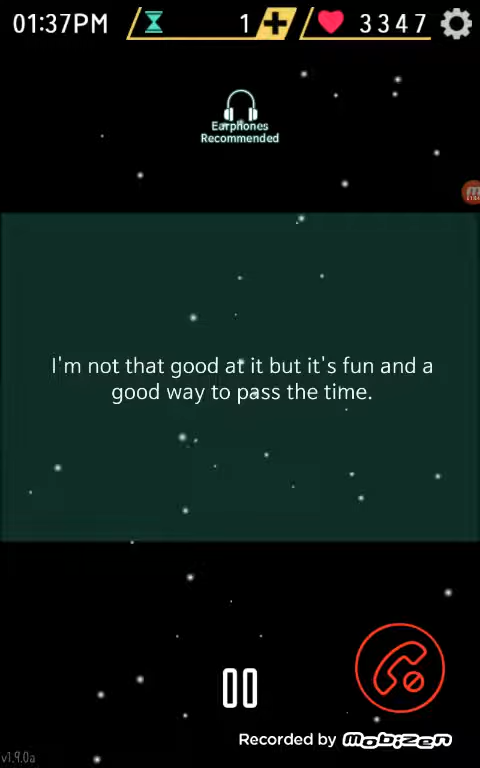 01:37PM 1 3347
Earphones
Recommended
I'm not that good at it but it's fun and a
good way to pass the time.
Recorded by Mobizen
v1.9.0a